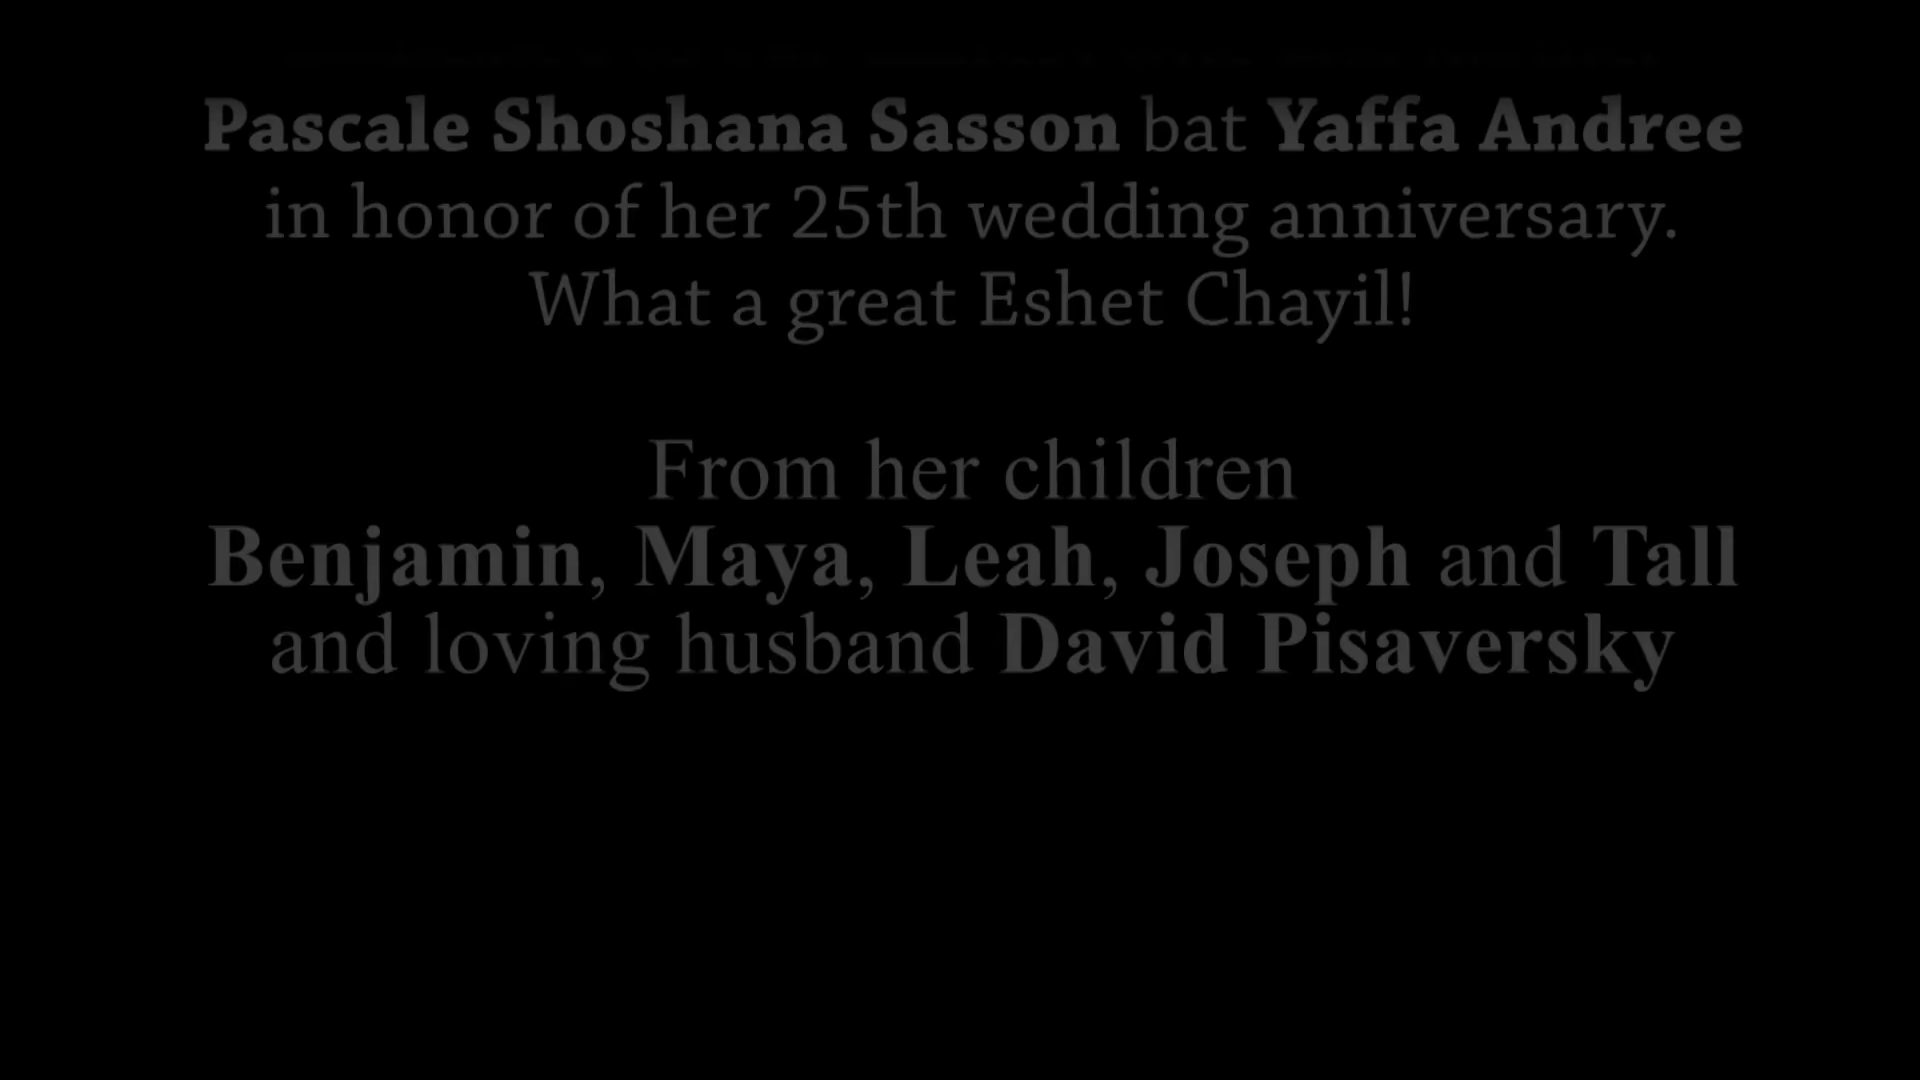 Pascale Shoshana Sasson bat Yaffa Andree
in honor of her 25th wedding anniversary.
What a great Eshet Chayil!
From her children
Benjamin, Maya, Leah, Joseph and Tall
and loving husband David Pisaversky